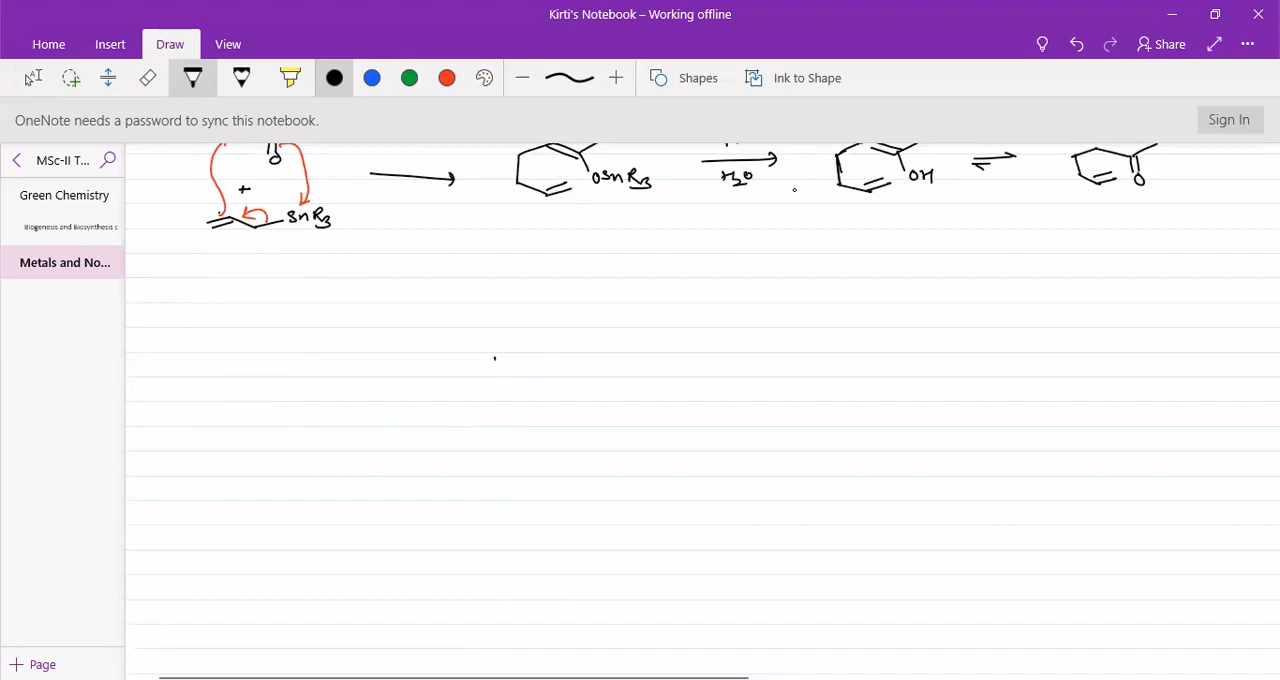 Kirti's Notebook – Working offline
Home Insert Draw View Share
Shapes Ink to Shape
OneNote needs a password to sync this notebook. Sign In
MSc-II T...
Green Chemistry
Biogenesis and Biosynthesis c
Metals and No...
O
+
SnR3
OSnR3
H2O
OH
O
Page